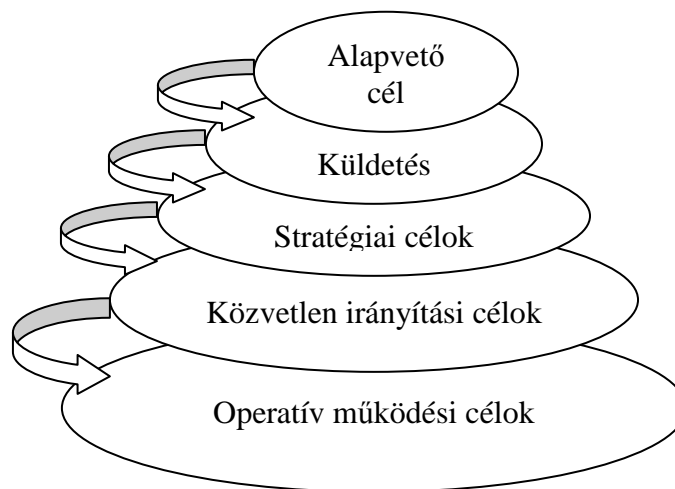 Alapvető
cél
Küldetés
Stratégiai célok
Közvetlen irányítási célok
Operatív működési célok